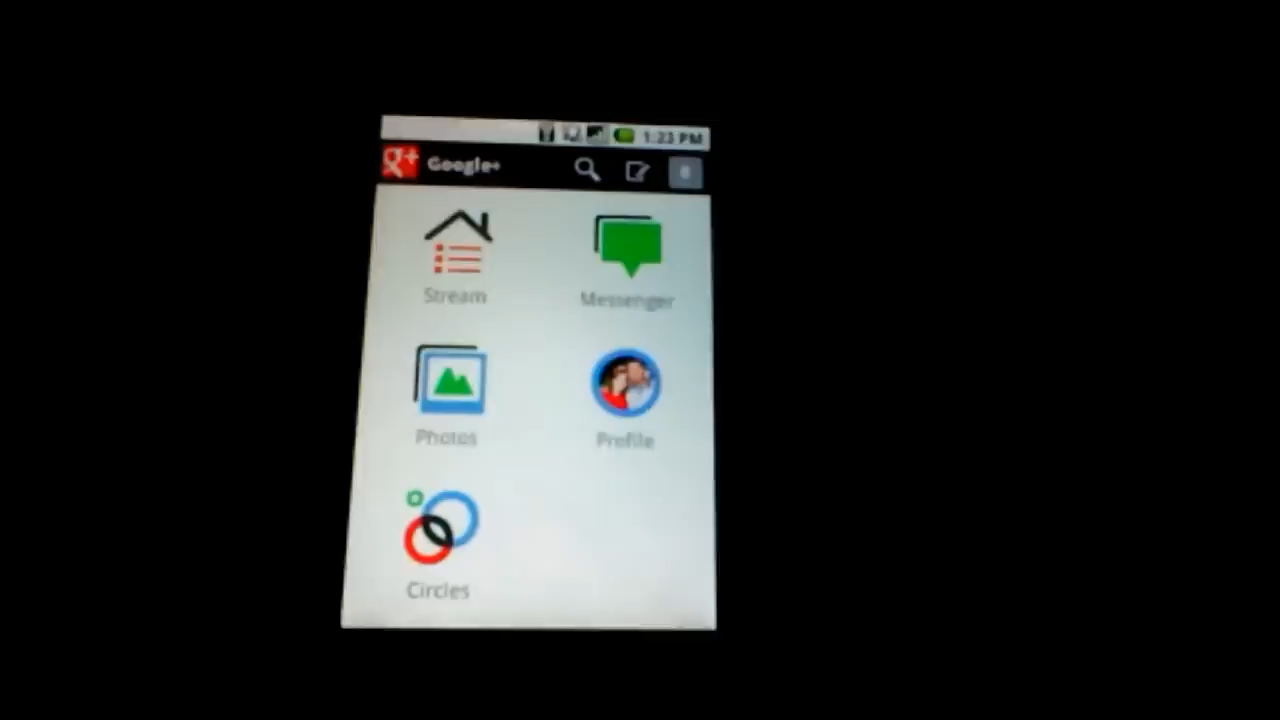 1:23 PM
g+ Google+
Stream Messenger
Photos Profile
Circles